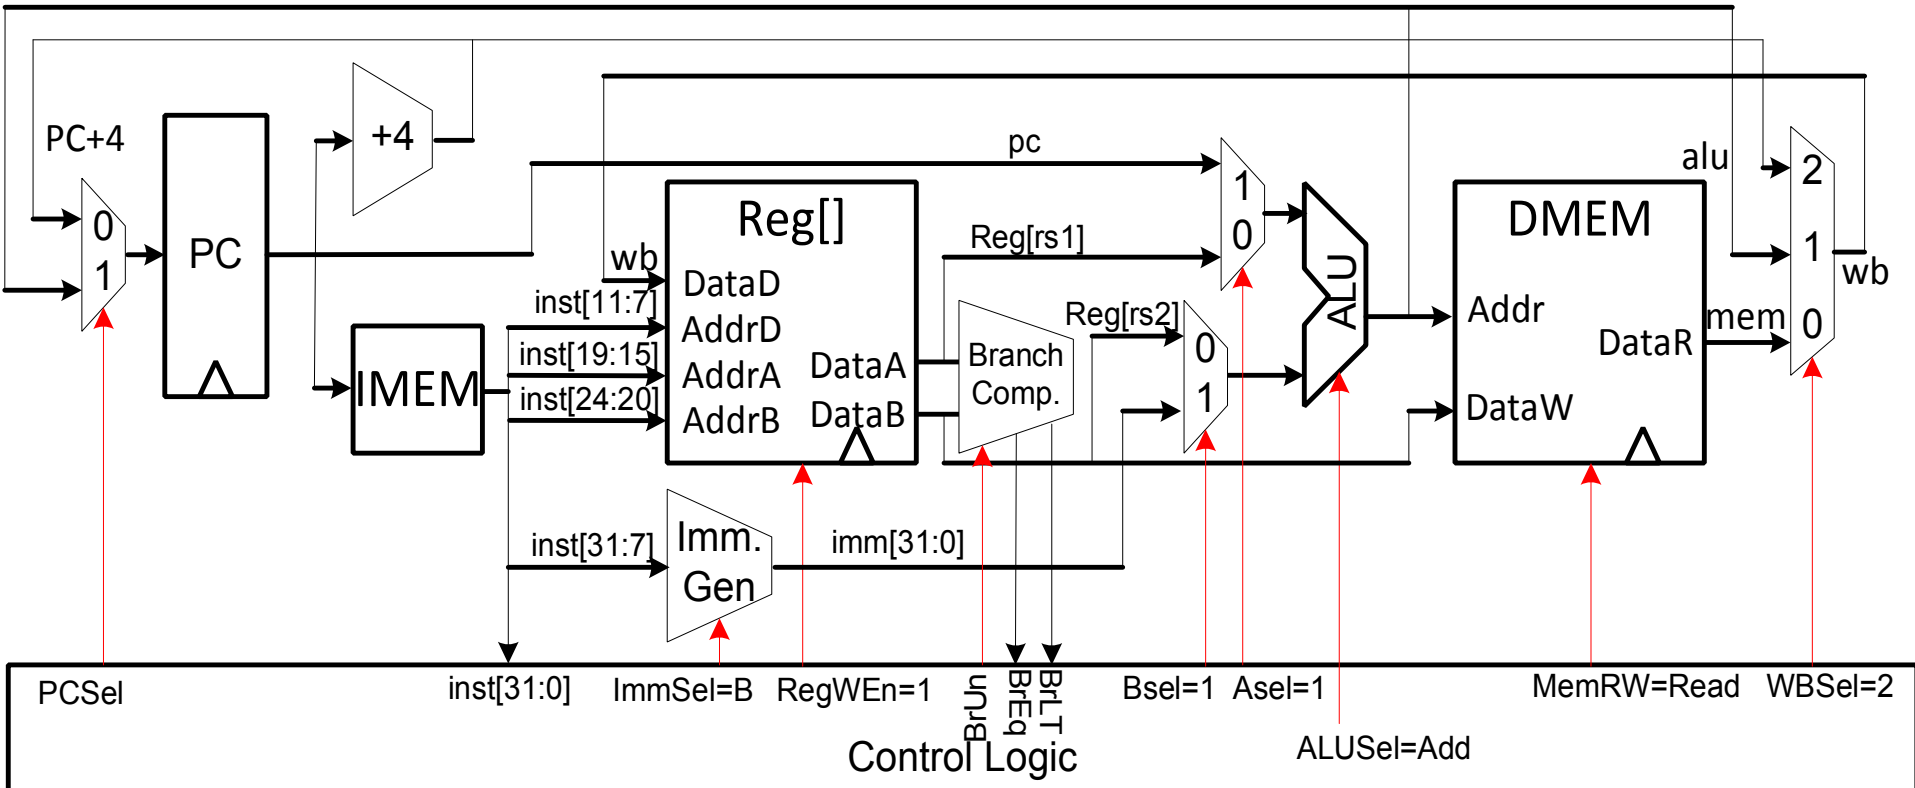 PC+4
0
1
PC
+4
IMEM
Reg[]
wb
DataD
inst[11:7]
AddrD
inst[19:15]
AddrA
inst[24:20]
AddrB
DataA
DataB
pc
Reg[rs1]
Reg[rs2]
Branch
Comp.
1
0
0
1
ALU
DMEM
Addr
DataR
DataW
alu
mem
2
1
0
wb
inst[31:7]
Imm.
Gen
imm[31:0]
PCSel
inst[31:0]
ImmSel=B
RegWEn=1
BrUn
BrEq
BrLT
Bsel=1
Asel=1
ALUSel=Add
MemRW=Read
WBSel=2
Control Logic